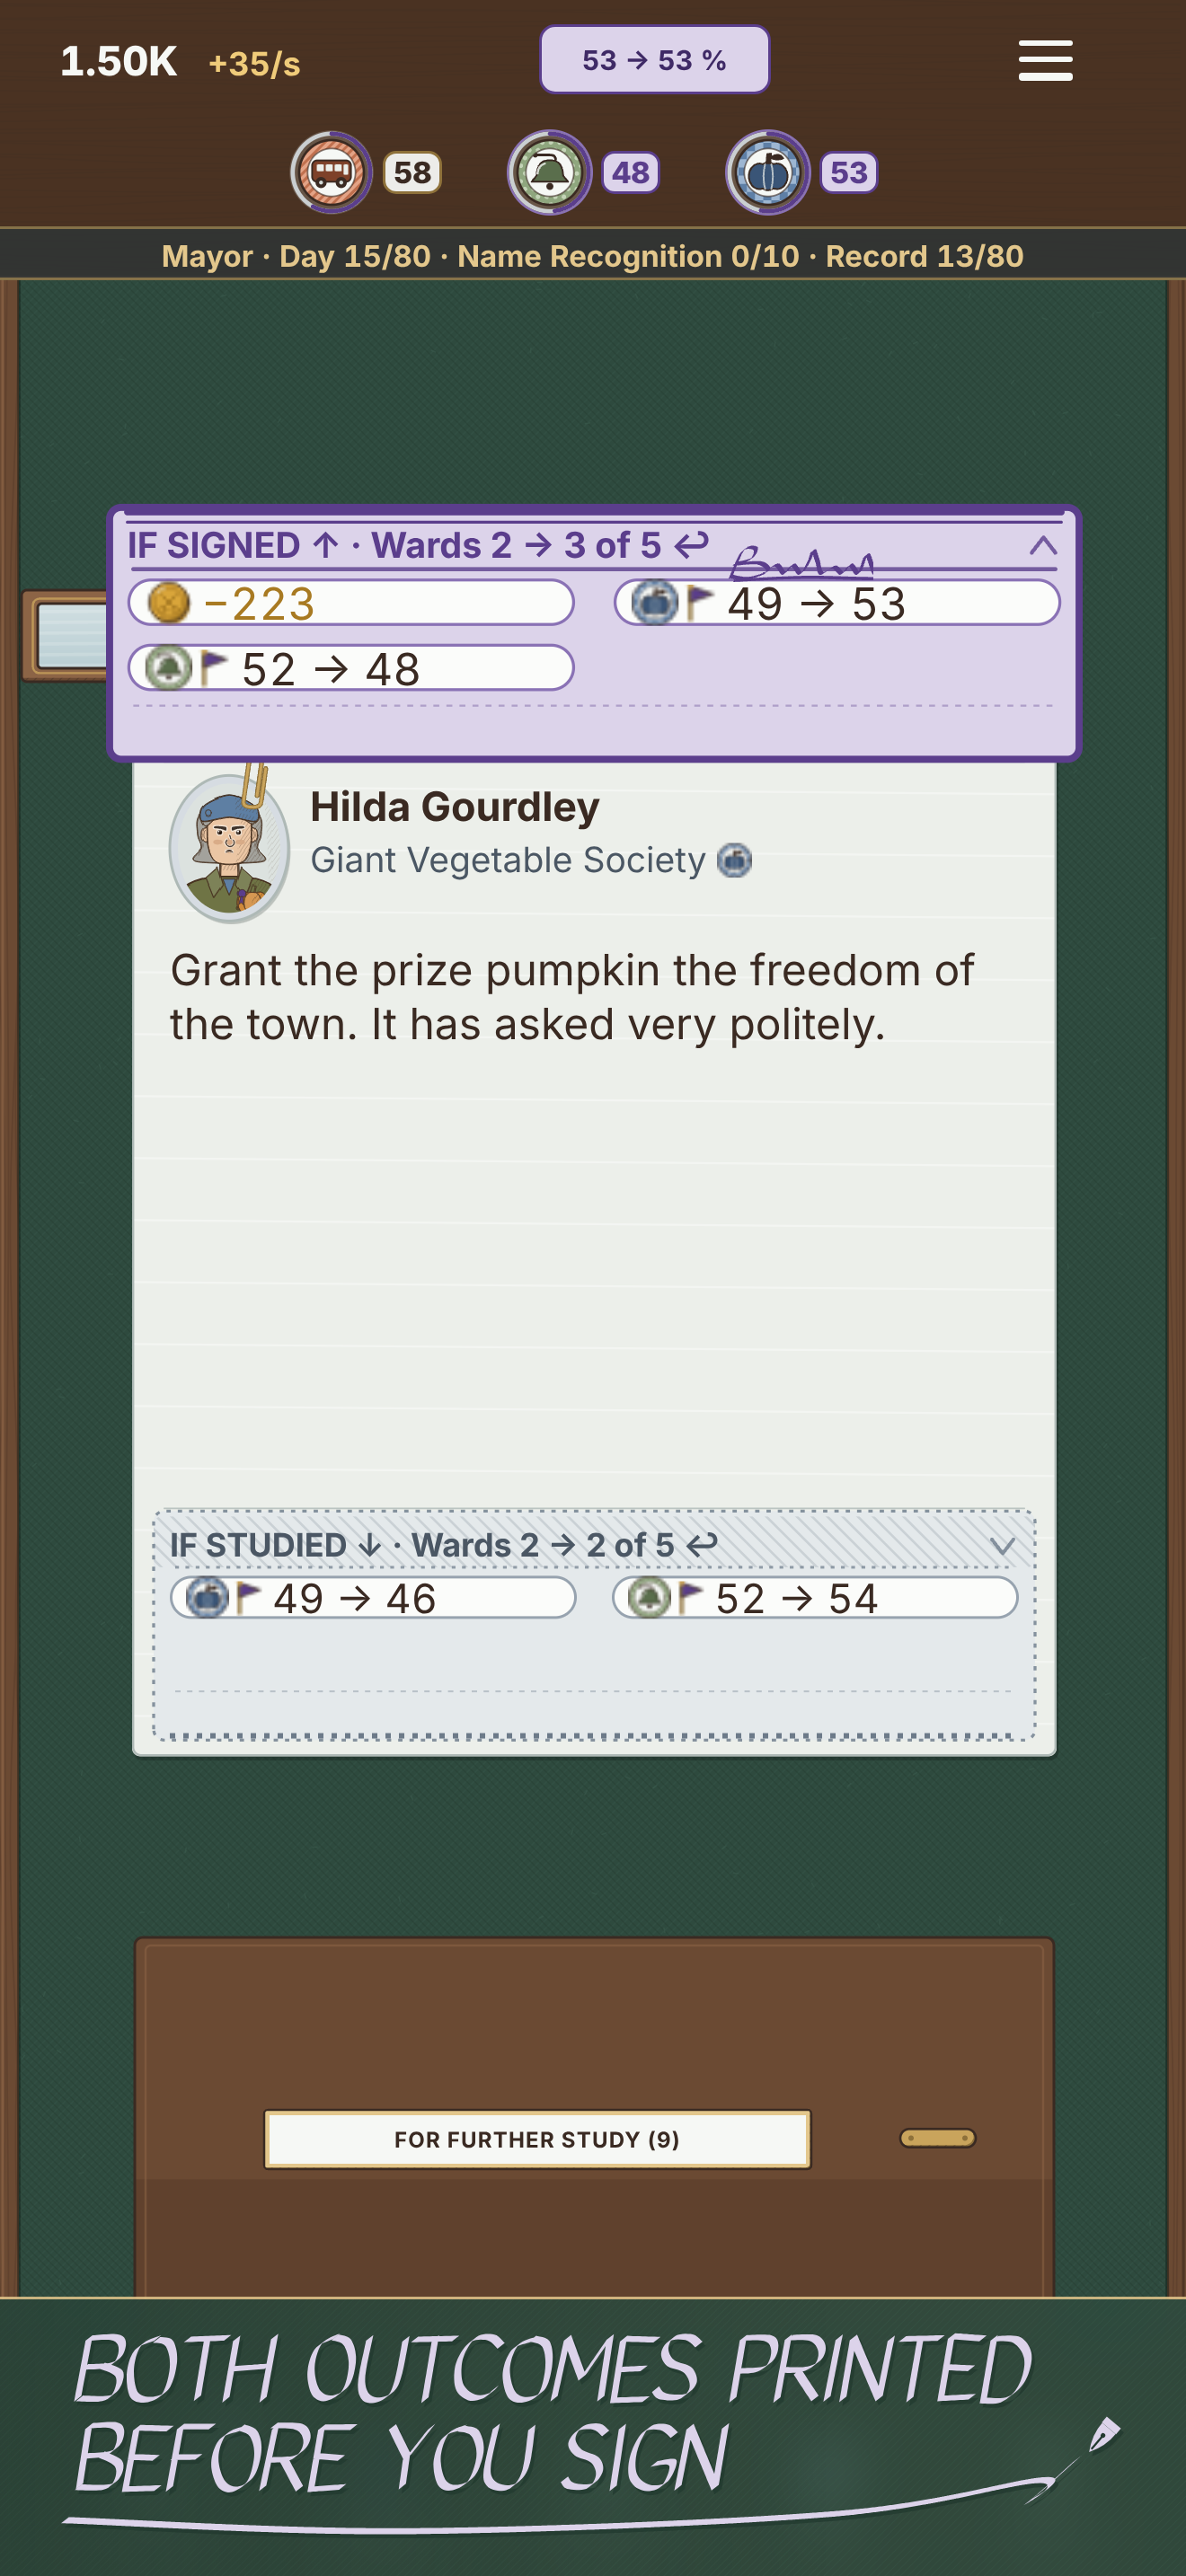 1.50K +35/s 53 → 53 %
58 48 53
Mayor · Day 15/80 · Name Recognition 0/10 · Record 13/80
IF SIGNED ↑ · Wards 2 → 3 of 5 ↩
−223 49 → 53
52 → 48
Hilda Gourdley
Giant Vegetable Society
Grant the prize pumpkin the freedom of
the town. It has asked very politely.
IF STUDIED ↓ · Wards 2 → 2 of 5 ↩
49 → 46 52 → 54
FOR FURTHER STUDY (9)
BOTH OUTCOMES PRINTED
BEFORE YOU SIGN